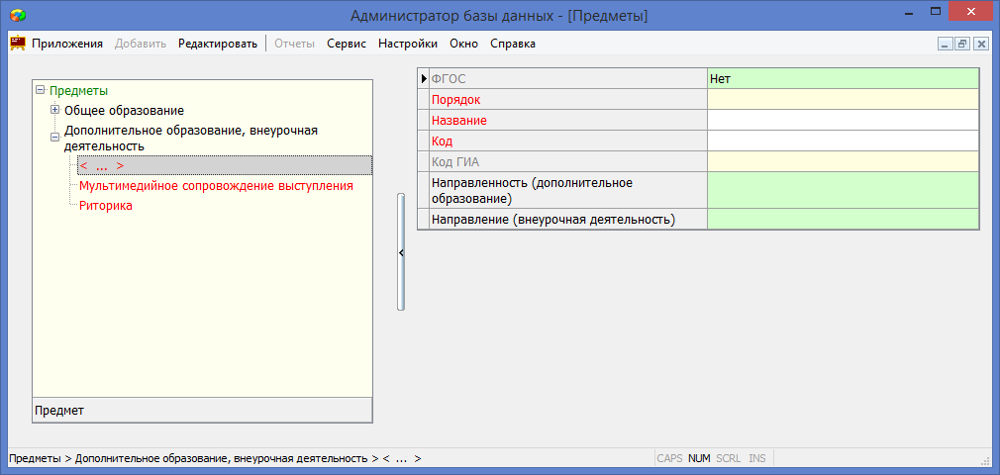 Администратор базы данных - [Предметы]
Приложения Добавить Редактировать Отчеты Сервис Настройки Окно Справка
Предметы
Общее образование
Дополнительное образование, внеурочная
деятельность
< ... >
Мультимедийное сопровождение выступления
Риторика
Предмет
ФГОС Нет
Порядок
Название
Код
Код ГИА
Направленность (дополнительное
образование)
Направление (внеурочная деятельность)
Предметы > Дополнительное образование, внеурочная деятельность > < ... >
CAPS NUM SCRL INS